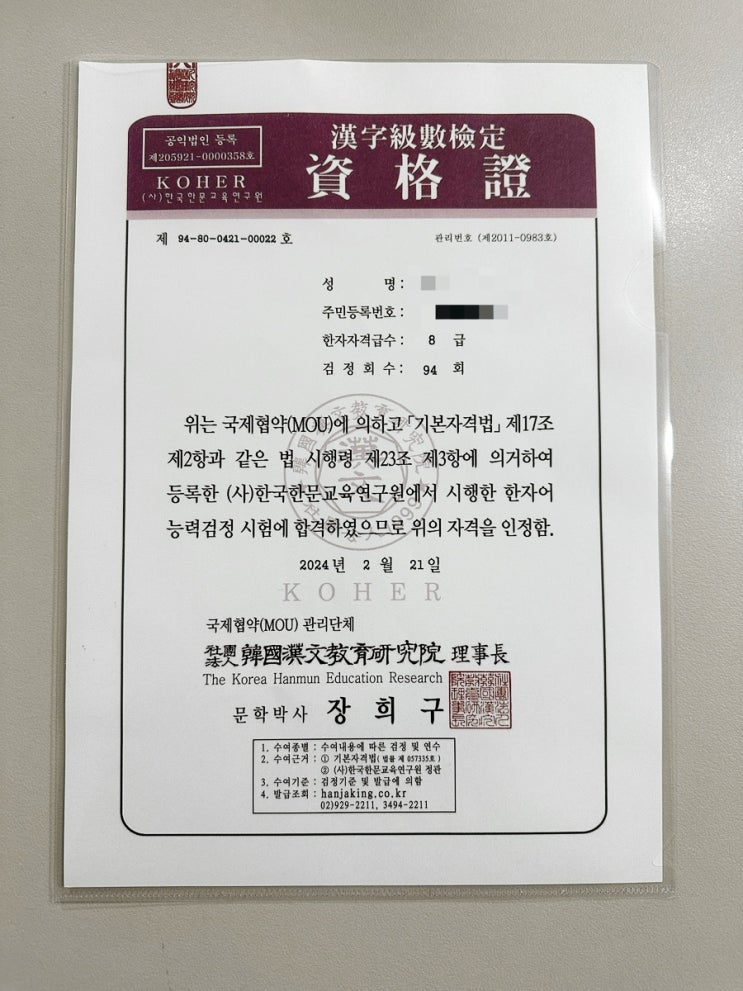 공익법인 등록
제205921-0000358호
KOHER
(사)한국한문교육연구원
漢字級數檢定
資格證
제 94-80-0421-00022 호
관리번호 (제2011-0983호)
성 명:
주민등록번호:
한자자격급수: 8 급
검정회수: 94 회
위는 국제협약(MOU)에 의하고 「기본자격법」 제17조
제2항과 같은 법 시행령 제23조 제3항에 의거하여
등록한 (사)한국한문교육연구원에서 시행한 한자어
능력검정 시험에 합격하였으므로 위의 자격을 인정함.
2024년 2 월 21일
KOHER
국제협약(MOU) 관리단체
社團法人 韓國漢文教育研究院 理事長
The Korea Hanmun Education Research
문학박사 장희구
1. 수여종별 : 수여내용에 따른 검정 및 연수
2. 수여근거 : ① 기본자격법(법률 제 057335호)
② (사)한국한문교육연구원 정관
3. 수여기준 : 검정기준 및 발급에 의함
4. 발급조회 : hanjaking.co.kr
02)929-2211, 3494-2211